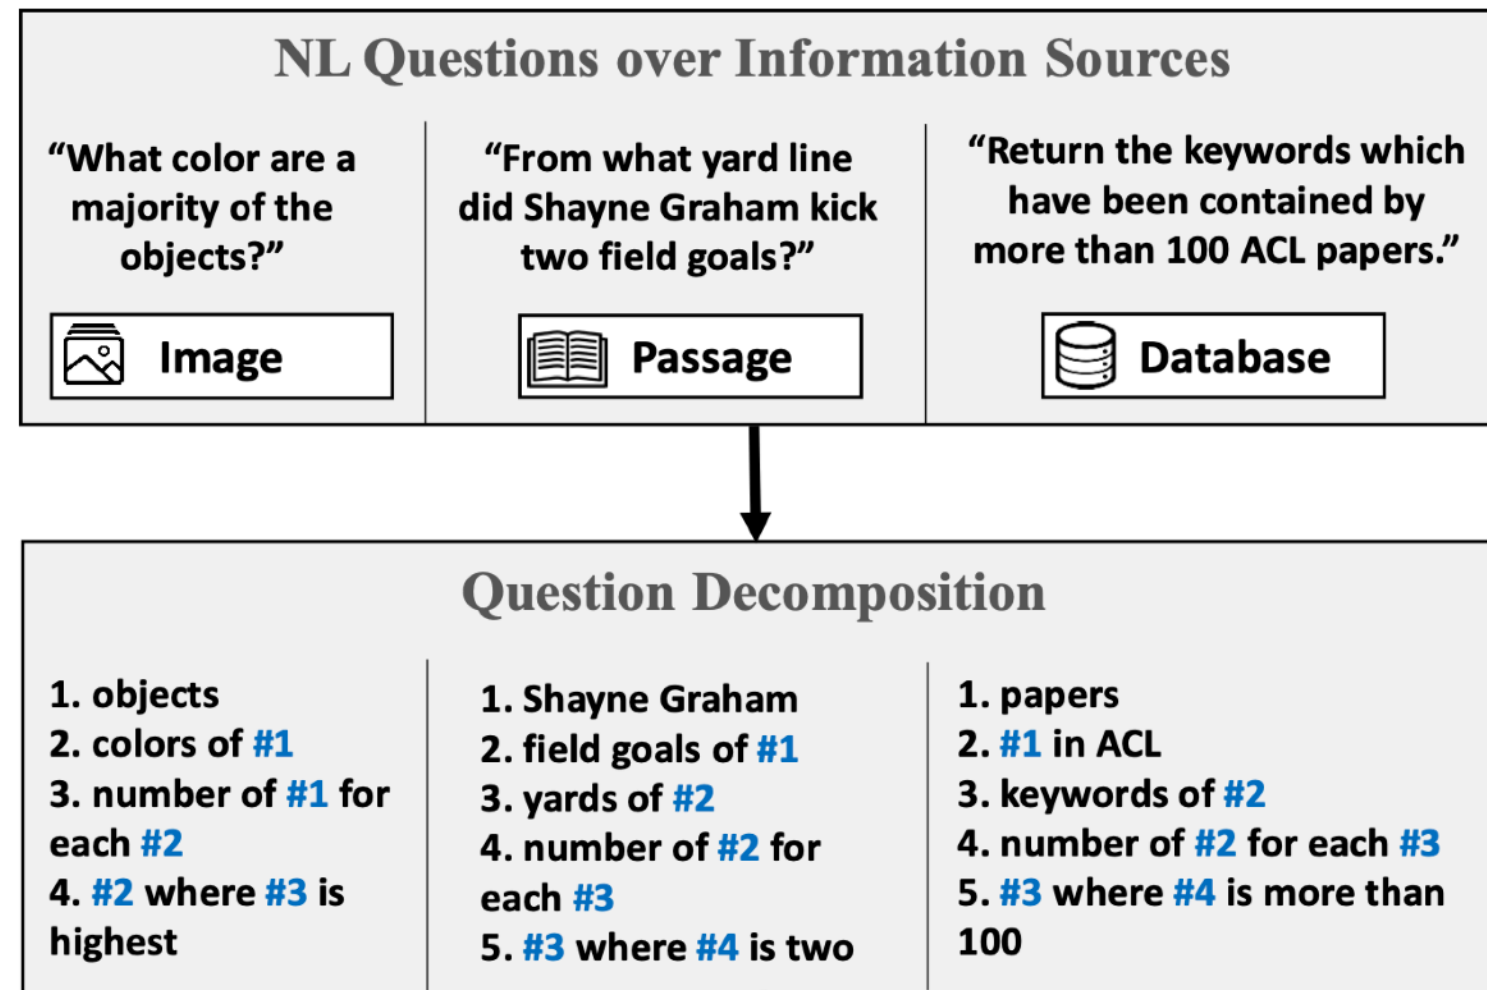 NL Questions over Information Sources
“What color are a
majority of the
objects?”
Image
“From what yard line
did Shayne Graham kick
two field goals?”
Passage
“Return the keywords which
have been contained by
more than 100 ACL papers.”
Database
Question Decomposition
1. objects
2. colors of #1
3. number of #1 for
each #2
4. #2 where #3 is
highest
1. Shayne Graham
2. field goals of #1
3. yards of #2
4. number of #2 for
each #3
5. #3 where #4 is two
1. papers
2. #1 in ACL
3. keywords of #2
4. number of #2 for each #3
5. #3 where #4 is more than
100